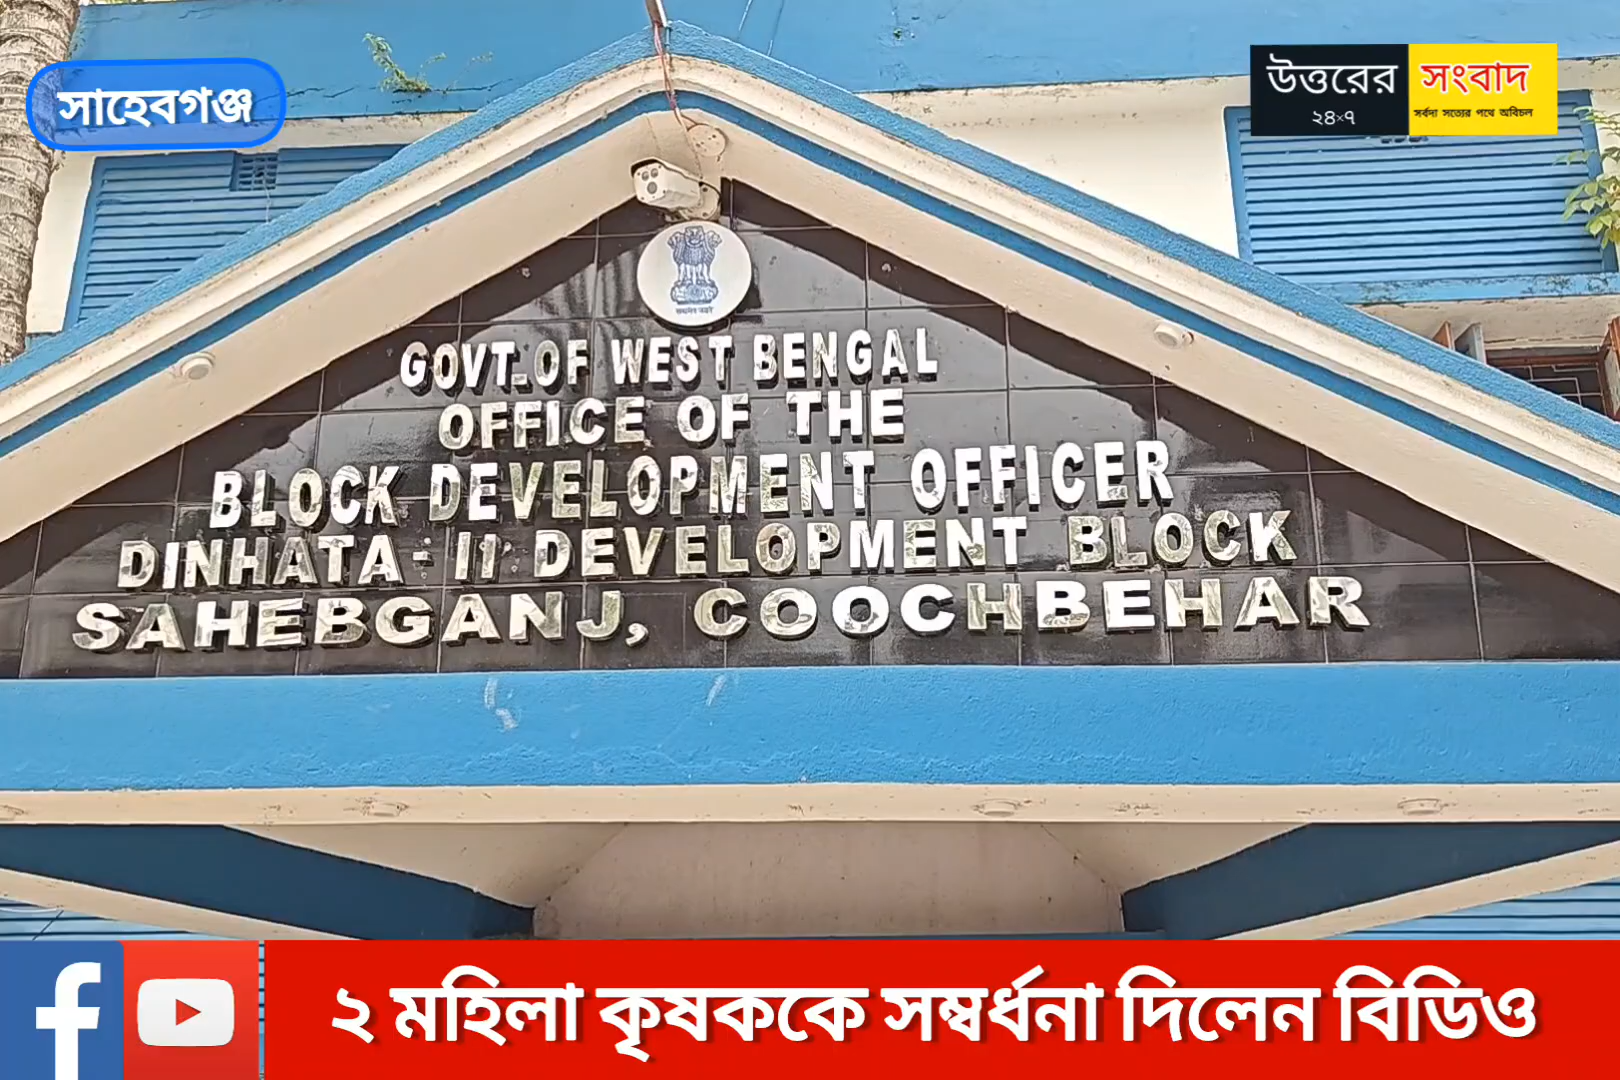 সাহেবগঞ্জ
উত্তরের সংবাদ
২৪×৭ সর্বদা সত্যের পথে অবিচল
GOVT. OF WEST BENGAL
OFFICE OF THE
BLOCK DEVELOPMENT OFFICER
DINHATA - II DEVELOPMENT BLOCK
SAHEBGANJ, COOCHBEHAR
২ মহিলা কৃষককে সম্বর্ধনা দিলেন বিডিও